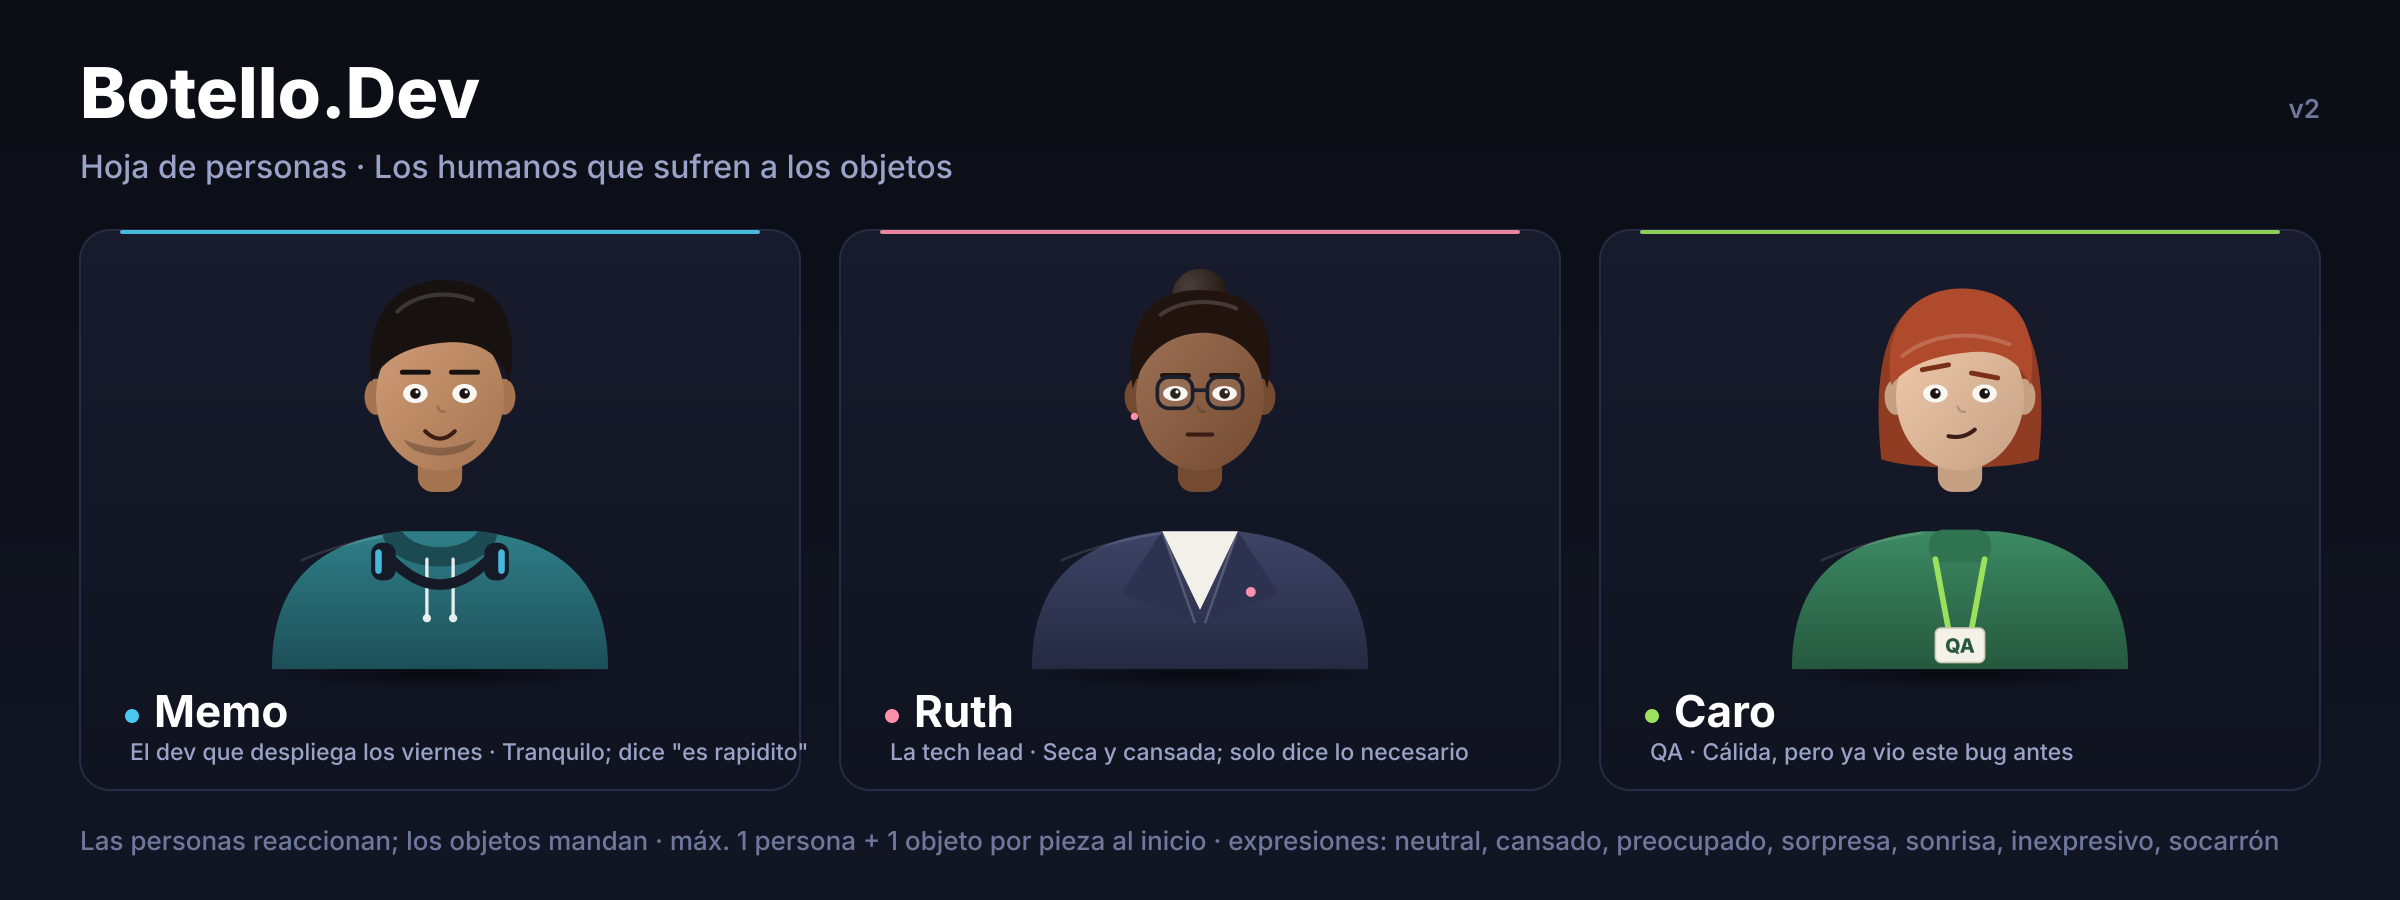 Botello.Dev
v2
Hoja de personas · Los humanos que sufren a los objetos
QA
Memo
El dev que despliega los viernes · Tranquilo; dice "es rapidito"
Ruth
La tech lead · Seca y cansada; solo dice lo necesario
Caro
QA · Cálida, pero ya vio este bug antes
Las personas reaccionan; los objetos mandan · máx. 1 persona + 1 objeto por pieza al inicio · expresiones: neutral, cansado, preocupado, sorpresa, sonrisa, inexpresivo, socarrón